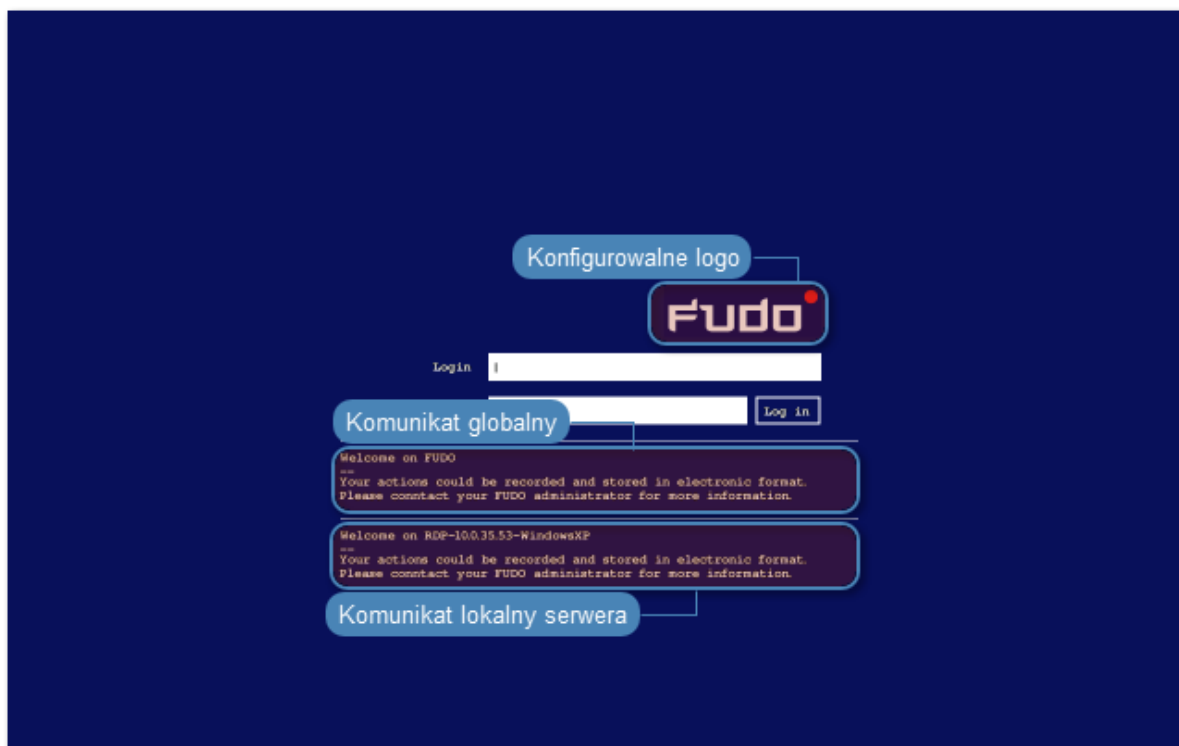 Konfigurowalne logo
FUDO
Login
Log in
Komunikat globalny
Welcome on FUDO
--
Your actions could be recorded and stored in electronic format.
Please conntact your FUDO administrator for more information.
Welcome on RDP-10.0.35.53-WindowsXP
--
Your actions could be recorded and stored in electronic format.
Please conntact your FUDO administrator for more information.
Komunikat lokalny serwera